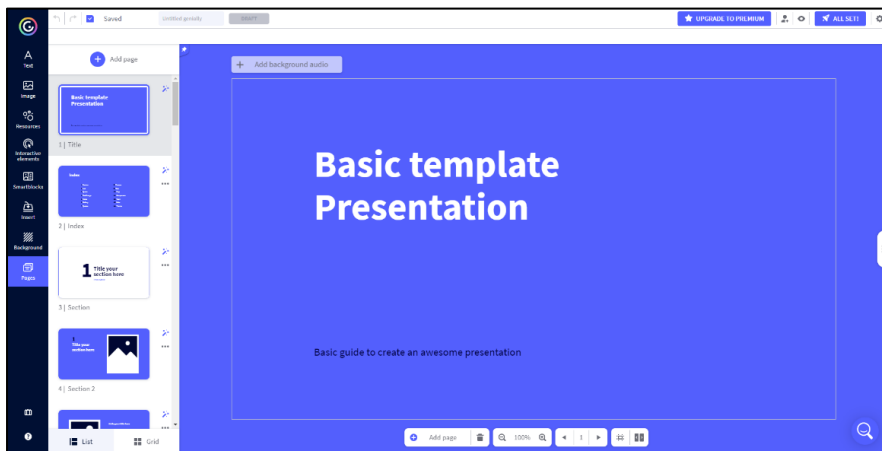 Saved
Untitled genially
DRAFT
UPGRADE TO PREMIUM
ALL SET!
Text
Image
Resources
Interactive
elements
Smartblocks
Insert
Background
Pages
Add page
Basic template
Presentation
1 | Title
Index
2 | Index
1 Title your
section here
3 | Section
Title your
section here
4 | Section 2
List
Grid
Add background audio
Basic template
Presentation
Basic guide to create an awesome presentation
Add page
100%
1